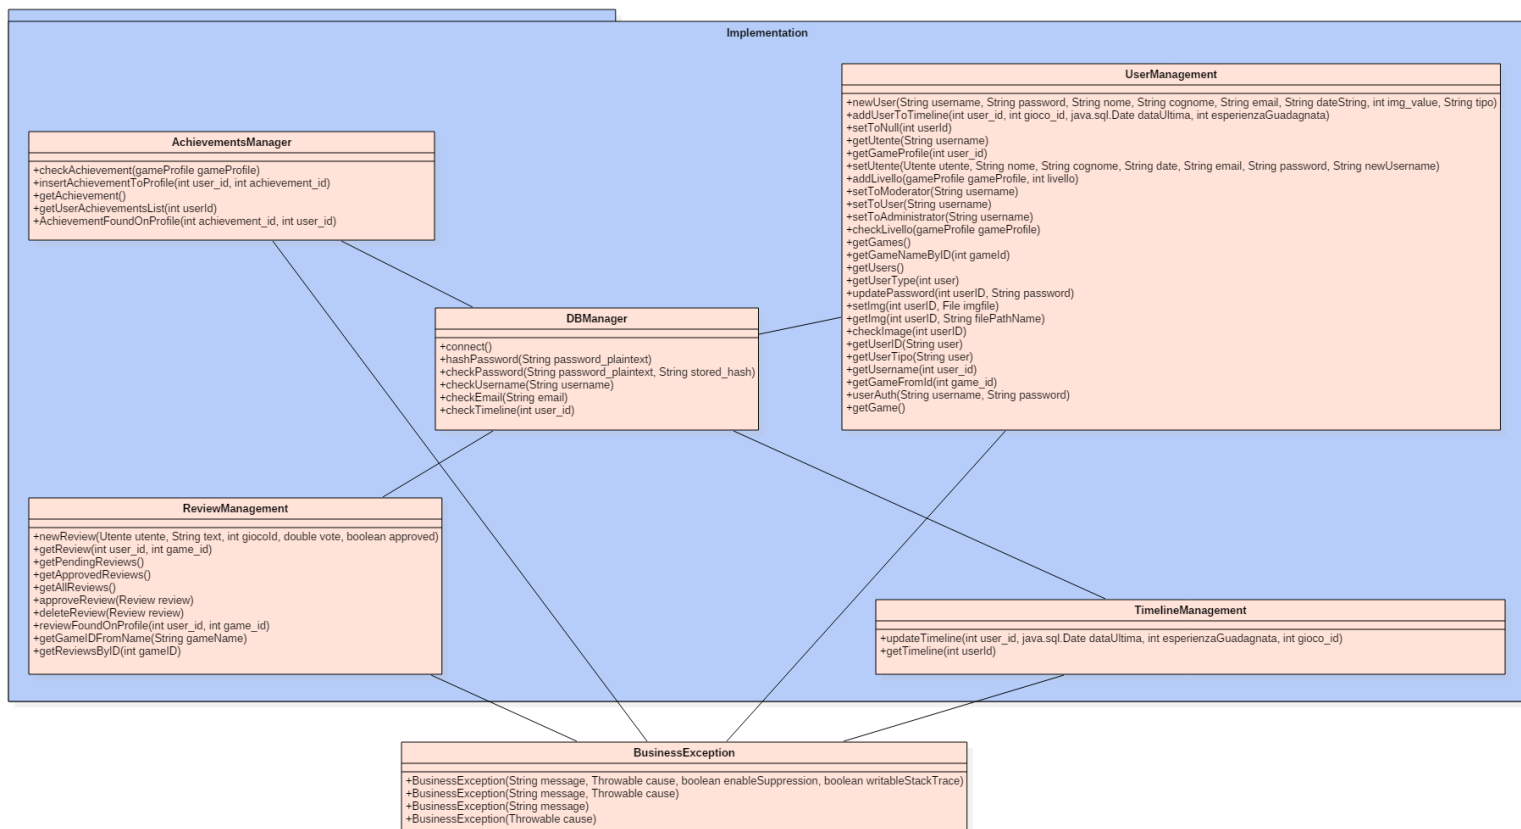 Implementation
UserManagement
+newUser(String username, String password, String nome, String cognome, String email, String dateString, int img_value, String tipo)
+addUserToTimeline(int user_id, int gioco_id, java.sql.Date dataUltima, int esperienzaGuadagnata)
+setToNull(int userId)
+getUtente(String username)
+getGameProfile(int user_id)
+setUtente(Utente utente, String nome, String cognome, String date, String email, String password, String newUsername)
+addLivello(gameProfile gameProfile, int livello)
+setToModerator(String username)
+setToUser(String username)
+setToAdministrator(String username)
+checkLivello(gameProfile gameProfile)
+getGames()
+getGameNameByID(int gameId)
+getUsers()
+getUserType(int user)
+updatePassword(int userID, String password)
+setImg(int userID, File imgfile)
+getImg(int userID, String filePathName)
+checkImage(int userID)
+getUserID(String user)
+getUserTipo(String user)
+getUsername(int user_id)
+getGameFromId(int game_id)
+userAuth(String username, String password)
+getGame()
AchievementsManager
+checkAchievement(gameProfile gameProfile)
+insertAchievementToProfile(int user_id, int achievement_id)
+getAchievement()
+getUserAchievementsList(int userId)
+AchievementFoundOnProfile(int achievement_id, int user_id)
DBManager
+connect()
+hashPassword(String password_plaintext)
+checkPassword(String password_plaintext, String stored_hash)
+checkUsername(String username)
+checkEmail(String email)
+checkTimeline(int user_id)
ReviewManagement
+newReview(Utente utente, String text, int giocoId, double vote, boolean approved)
+getReview(int user_id, int game_id)
+getPendingReviews()
+getApprovedReviews()
+getAllReviews()
+approveReview(Review review)
+deleteReview(Review review)
+reviewFoundOnProfile(int user_id, int game_id)
+getGameIDFromName(String gameName)
+getReviewsByID(int gameID)
TimelineManagement
+updateTimeline(int user_id, java.sql.Date dataUltima, int esperienzaGuadagnata, int gioco_id)
+getTimeline(int userId)
BusinessException
+BusinessException(String message, Throwable cause, boolean enableSuppression, boolean writableStackTrace)
+BusinessException(String message, Throwable cause)
+BusinessException(String message)
+BusinessException(Throwable cause)